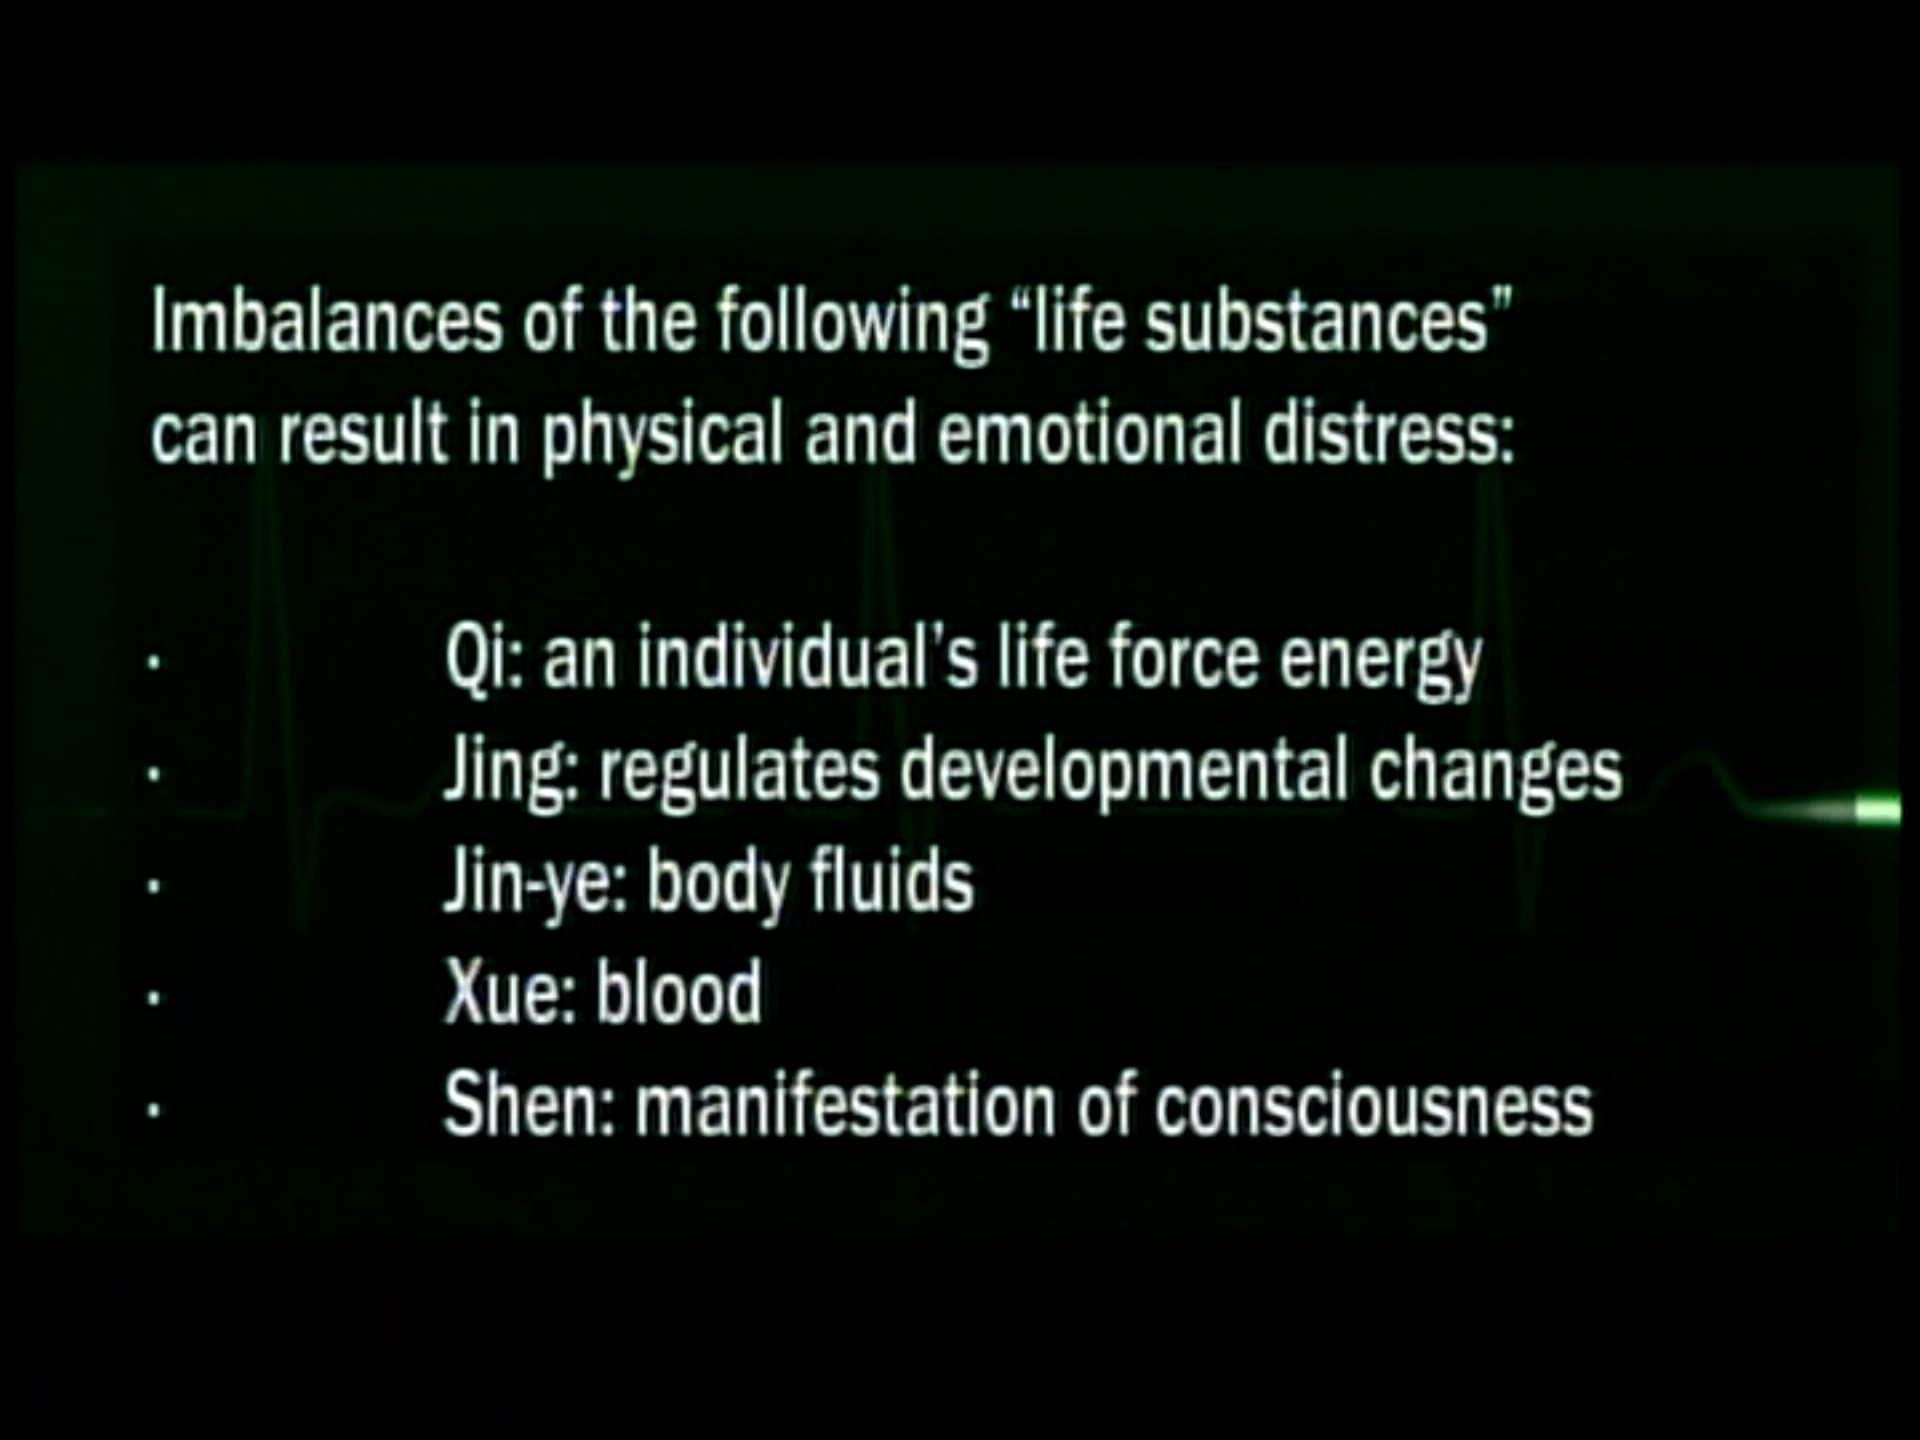 Imbalances of the following “life substances”
can result in physical and emotional distress:
· Qi: an individual’s life force energy
· Jing: regulates developmental changes
· Jin-ye: body fluids
· Xue: blood
· Shen: manifestation of consciousness